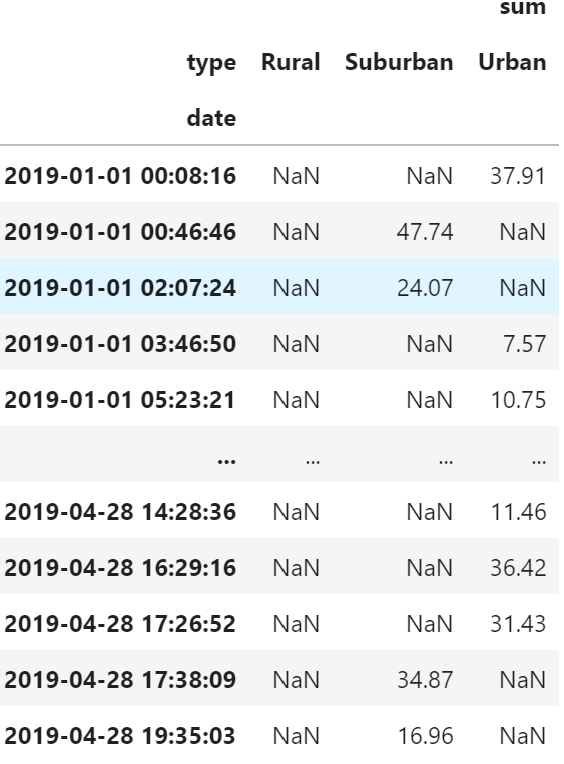 sum
type Rural Suburban Urban
date
2019-01-01 00:08:16 NaN NaN 37.91
2019-01-01 00:46:46 NaN 47.74 NaN
2019-01-01 02:07:24 NaN 24.07 NaN
2019-01-01 03:46:50 NaN NaN 7.57
2019-01-01 05:23:21 NaN NaN 10.75
... ... ... ...
2019-04-28 14:28:36 NaN NaN 11.46
2019-04-28 16:29:16 NaN NaN 36.42
2019-04-28 17:26:52 NaN NaN 31.43
2019-04-28 17:38:09 NaN 34.87 NaN
2019-04-28 19:35:03 NaN 16.96 NaN